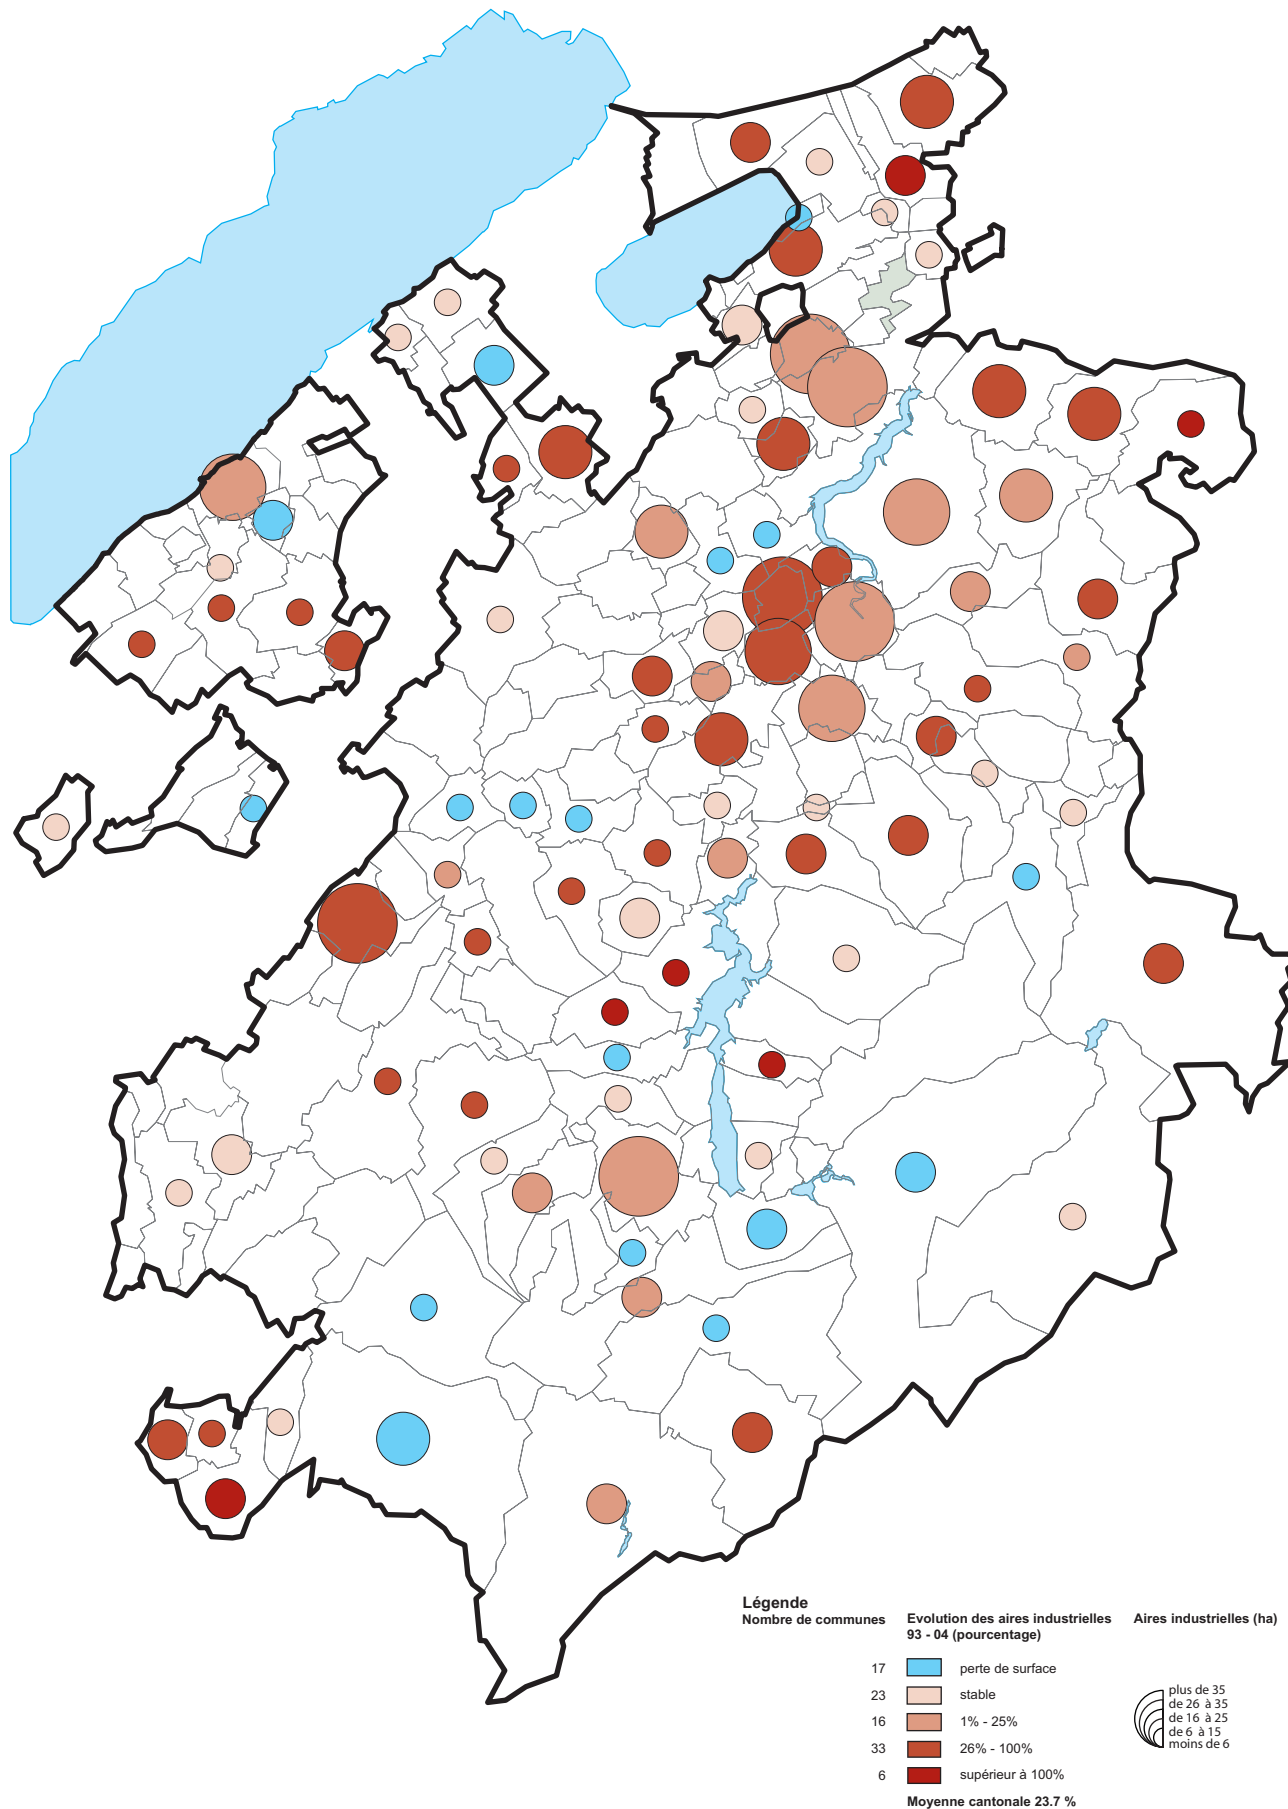 Légende
Nombre de communes
Evolution des aires industrielles
93 - 04 (pourcentage)
Aires industrielles (ha)
17 perte de surface
23 stable
16 1% - 25%
33 26% - 100%
6 supérieur à 100%
Moyenne cantonale 23.7 %
plus de 35
de 26 à 35
de 16 à 25
de 6 à 15
moins de 6